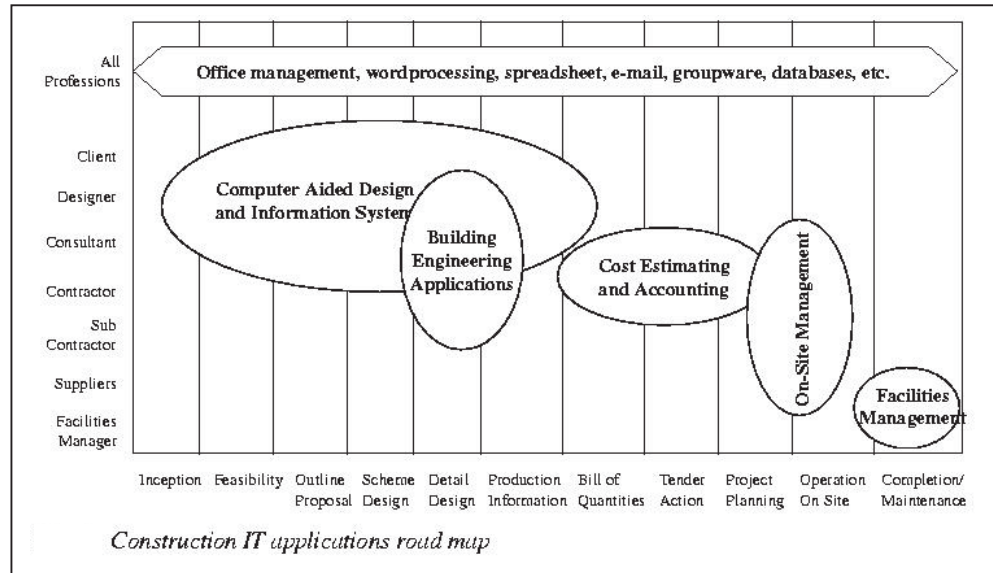 All
Professions
Office management, wordprocessing, spreadsheet, e-mail, groupware, databases, etc.
Client
Designer
Consultant
Contractor
Sub
Contractor
Suppliers
Facilities
Manager
Computer Aided Design
and Information System
Building
Engineering
Applications
Cost Estimating
and Accounting
On-Site Management
Facilities
Management
Inception
Feasibility
Outline
Proposal
Scheme
Design
Detail
Design
Production
Information
Bill of
Quantities
Tender
Action
Project
Planning
Operation
On Site
Completion/
Maintenance
Construction IT applications road map